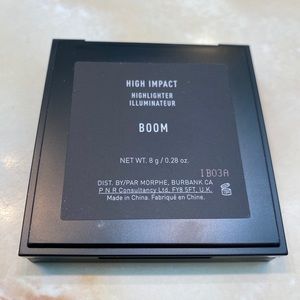 HIGH IMPACT
HIGHLIGHTER
ILLUMINATEUR
BOOM
NET WT. 8 g / 0.28 oz.
IB03A
DIST. BY/PAR MORPHE, BURBANK CA
P N R Consultancy Ltd, FY8 5FT, U.K.
Made in China. Fabriqué en Chine.